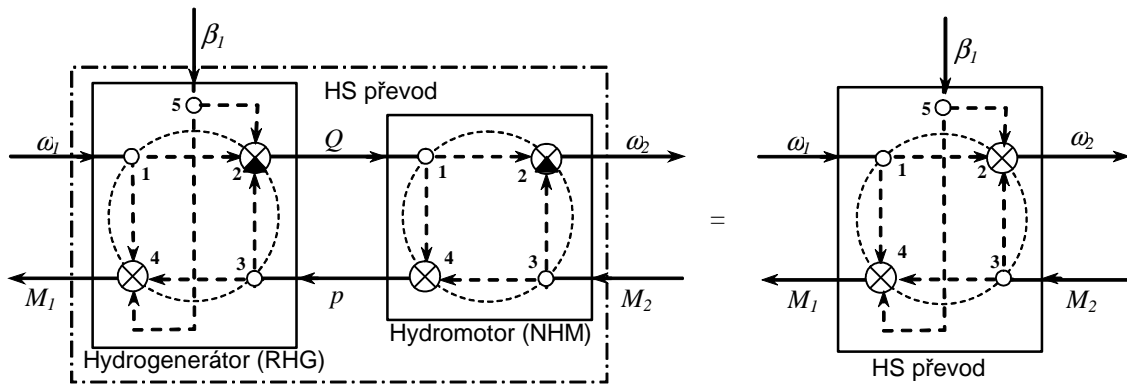 β₁ β₁
HS převod
5 5
ω₁ Q ω₂ ω₁ ω₂
1 2 1 2 1 2
=
4 3 4 3 4 3
M₁ p M₂ M₁ M₂
Hydromotor (NHM)
Hydrogenerátor (RHG) HS převod